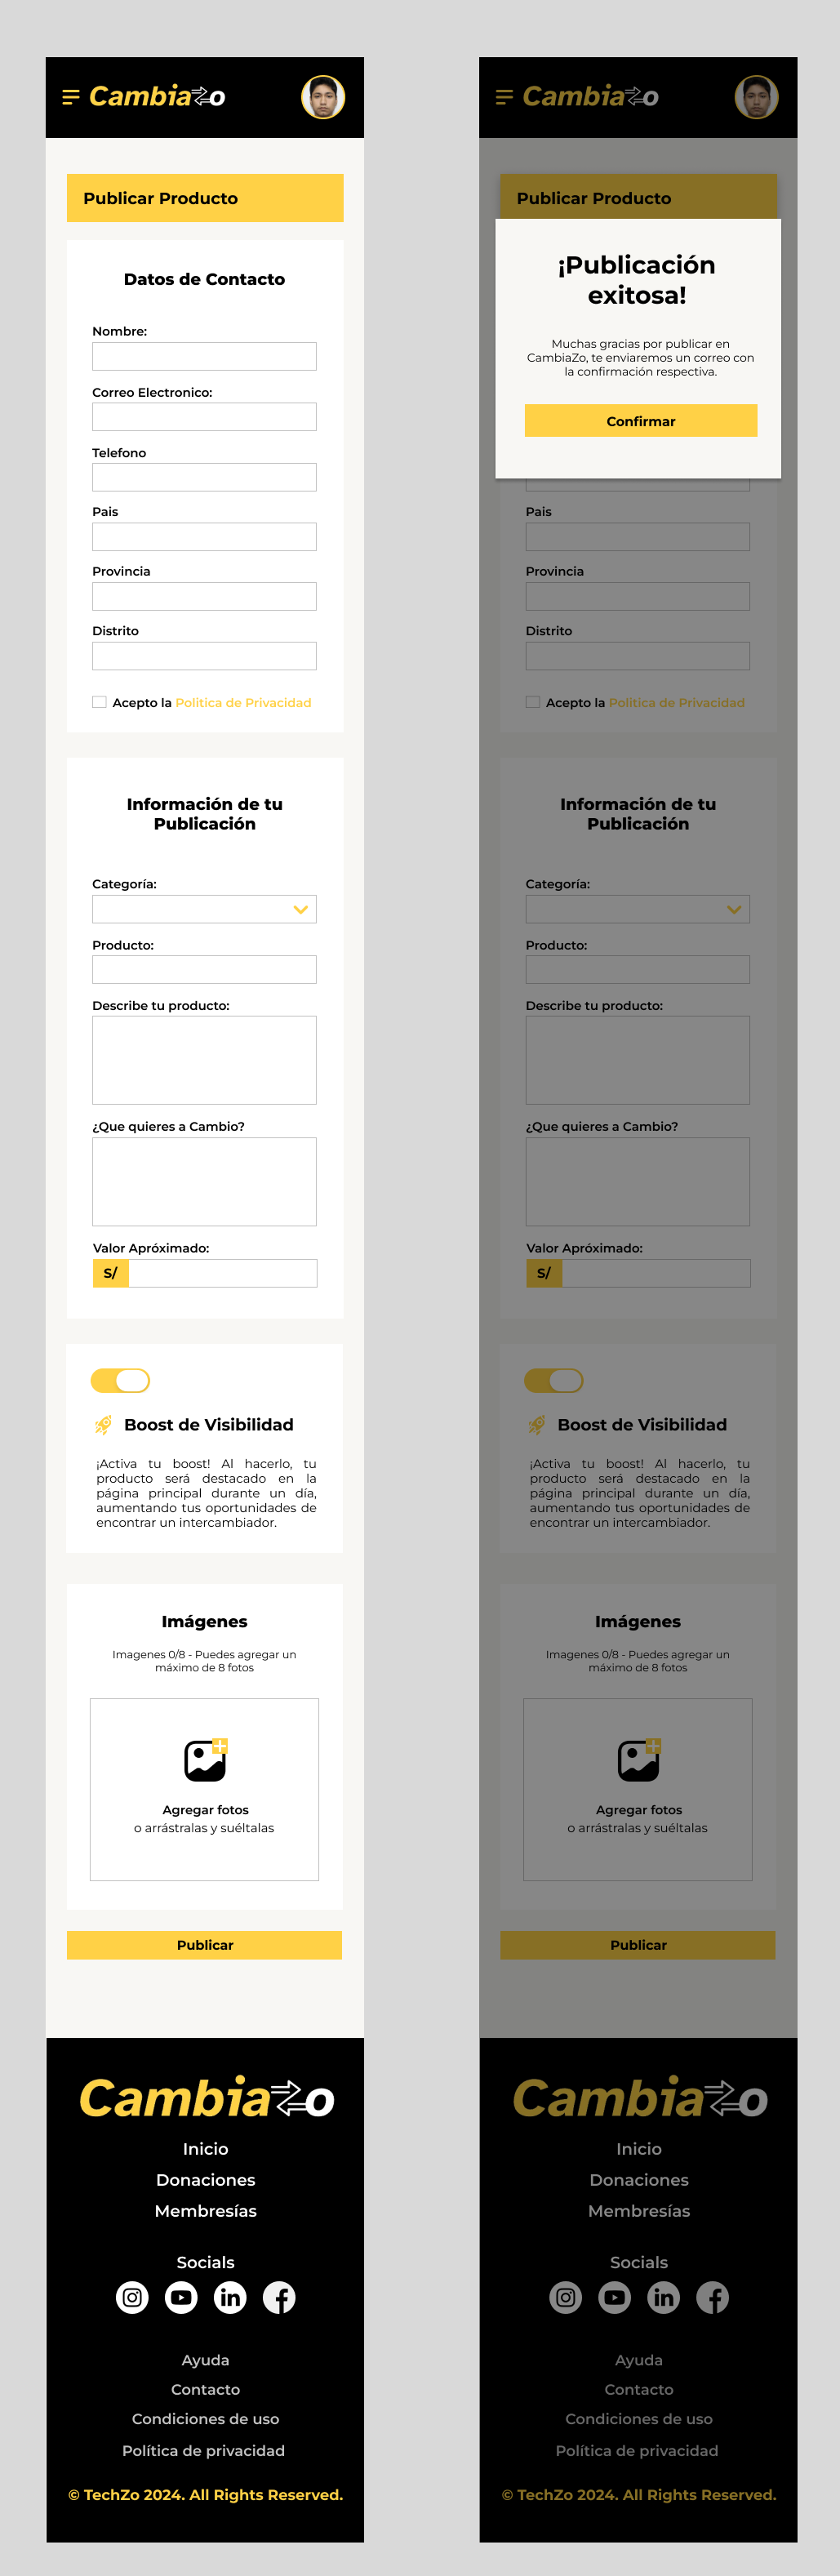 CambiaZo
Publicar Producto
Datos de Contacto
Nombre:
Correo Electronico:
Telefono
Pais
Provincia
Distrito
Acepto la Politica de Privacidad
Información de tu
Publicación
Categoría:
Producto:
Describe tu producto:
¿Que quieres a Cambio?
Valor Apróximado:
S/
Boost de Visibilidad
¡Activa tu boost! Al hacerlo, tu
producto será destacado en la
página principal durante un día,
aumentando tus oportunidades de
encontrar un intercambiador.
Imágenes
Imagenes 0/8 - Puedes agregar un
máximo de 8 fotos
Agregar fotos
o arrástralas y suéltalas
Publicar
CambiaZo
Inicio
Donaciones
Membresías
Socials
Ayuda
Contacto
Condiciones de uso
Política de privacidad
© TechZo 2024. All Rights Reserved.
CambiaZo
Publicar Producto
¡Publicación
exitosa!
Muchas gracias por publicar en
CambiaZo, te enviaremos un correo con
la confirmación respectiva.
Confirmar
Pais
Provincia
Distrito
Acepto la Politica de Privacidad
Información de tu
Publicación
Categoría:
Producto:
Describe tu producto:
¿Que quieres a Cambio?
Valor Apróximado:
S/
Boost de Visibilidad
¡Activa tu boost! Al hacerlo, tu
producto será destacado en la
página principal durante un día,
aumentando tus oportunidades de
encontrar un intercambiador.
Imágenes
Imagenes 0/8 - Puedes agregar un
máximo de 8 fotos
Agregar fotos
o arrástralas y suéltalas
Publicar
CambiaZo
Inicio
Donaciones
Membresías
Socials
Ayuda
Contacto
Condiciones de uso
Política de privacidad
© TechZo 2024. All Rights Reserved.